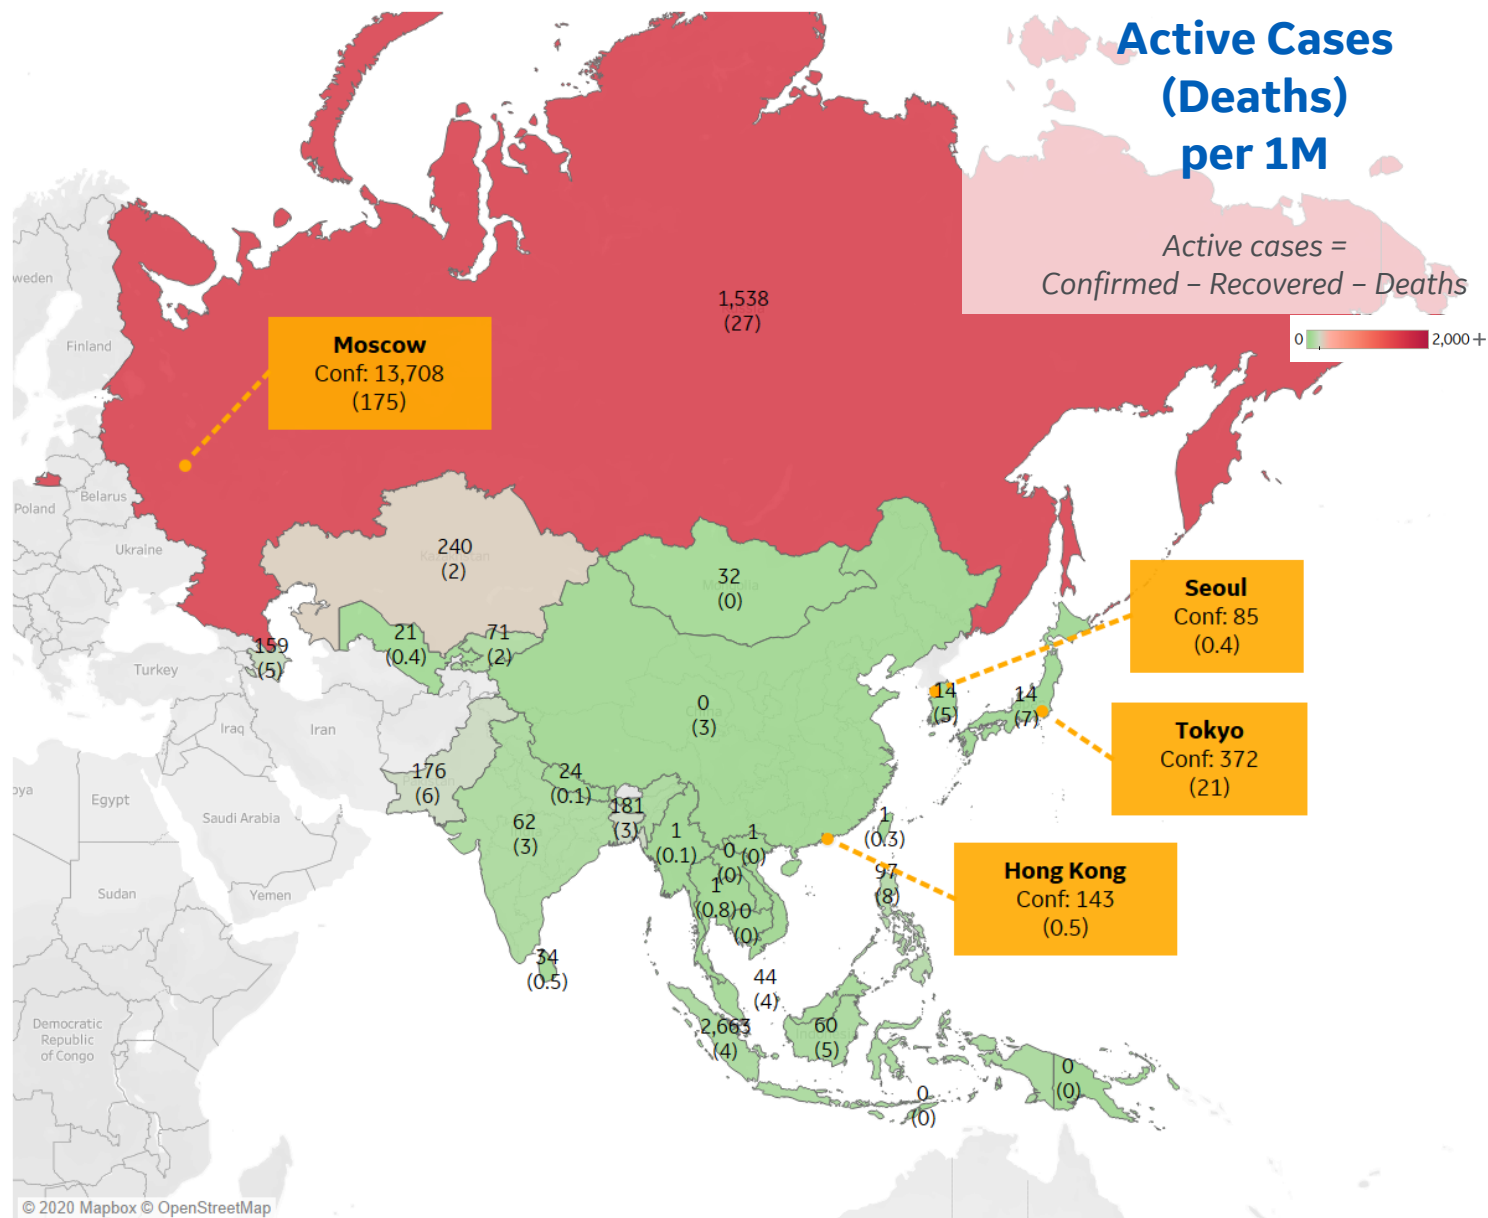 Active Cases
(Deaths)
per 1M
Active cases =
Confirmed – Recovered – Deaths
0
2,000 +
1,538
(27)
Moscow
Conf: 13,708
(175)
weden
Finland
Belarus
Poland
Ukraine
240
(2)
32
(0)
Seoul
Conf: 85
(0.4)
159
(5)
21
(0.4)
71
(2)
Turkey
14
(5)
14
(7)
Tokyo
Conf: 372
(21)
0
(3)
Iraq
Iran
176
(6)
24
(0.1)
181
(3)
oya
Egypt
Saudi Arabia
62
(3)
1
(0.1)
1
(0)
0
(0)
1
(0.3)
Hong Kong
Conf: 143
(0.5)
97
(8)
1
(0.8)
0
(0)
Sudan
Yemen
34
(0.5)
44
(4)
2,663
(4)
60
(5)
Democratic
Republic
of Congo
0
(0)
0
(0)
© 2020 Mapbox © OpenStreetMap